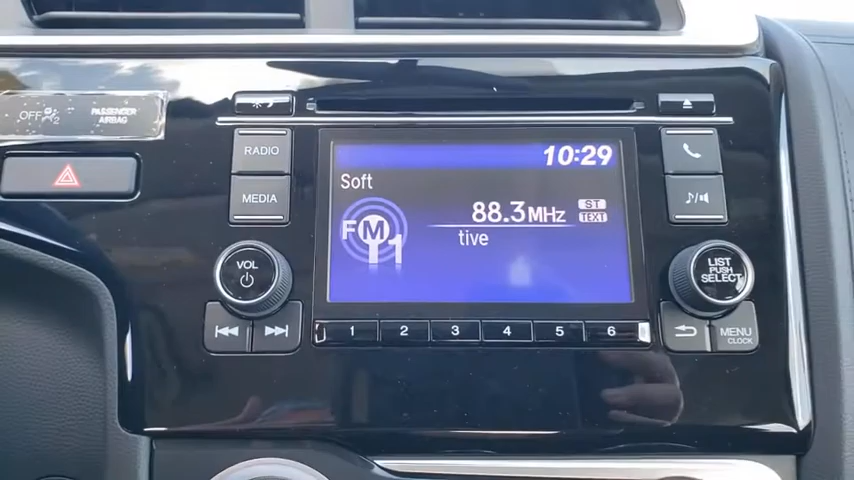 OFF 2
PASSENGER
AIRBAG
RADIO
MEDIA
VOL
10:29
Soft
FM
1
88.3MHz
ST
TEXT
tive
LIST
PUSH
SELECT
1 2 3 4 5 6
MENU
CLOCK